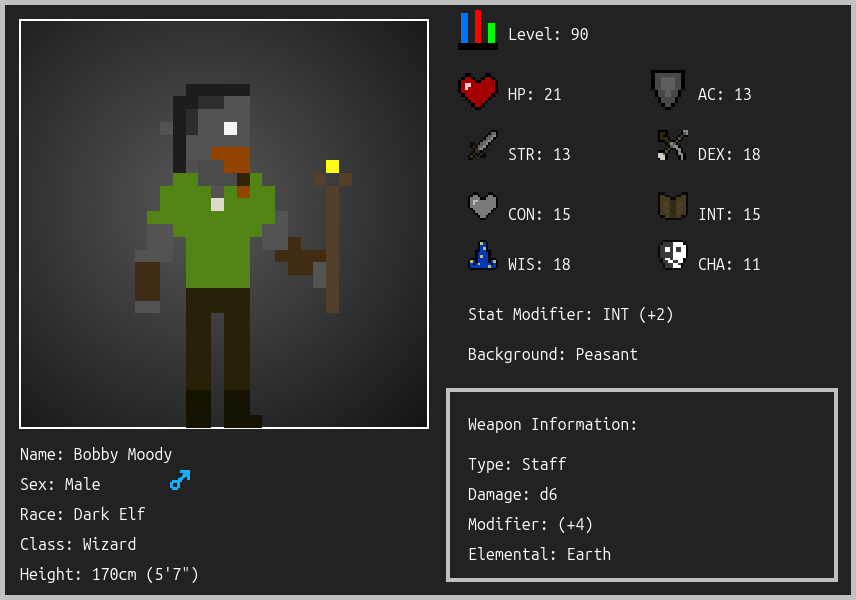 Level: 90
HP: 21
AC: 13
STR: 13
DEX: 18
CON: 15
INT: 15
WIS: 18
CHA: 11
Stat Modifier: INT (+2)
Background: Peasant
Weapon Information:
Type: Staff
Damage: d6
Modifier: (+4)
Elemental: Earth
Name: Bobby Moody
Sex: Male
Race: Dark Elf
Class: Wizard
Height: 170cm (5'7")